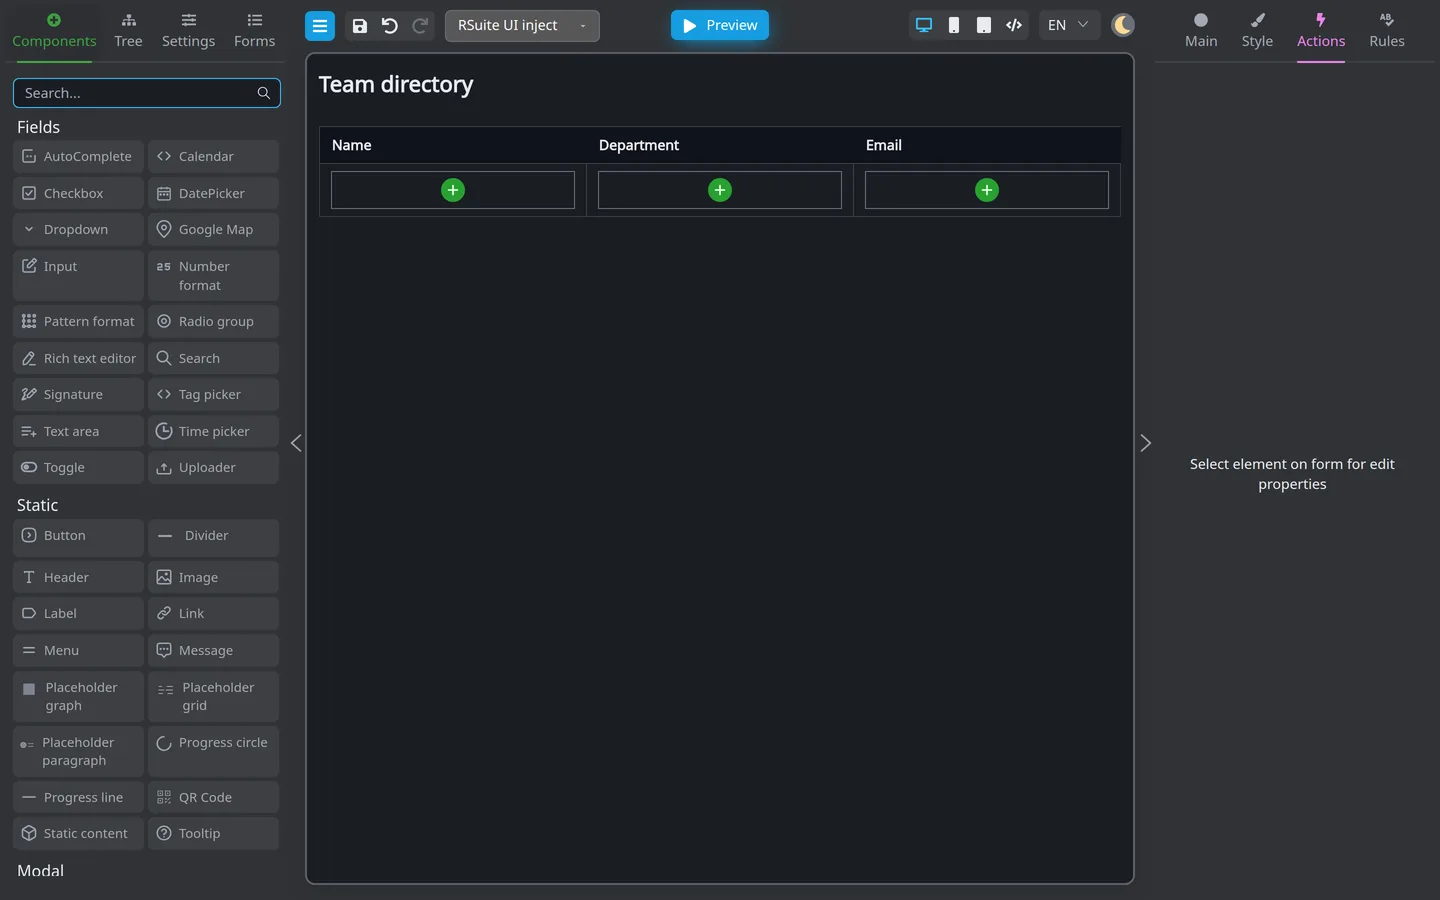 Components
Tree
Settings
Forms
RSuite UI inject
Preview
EN
Main
Style
Actions
AB
Rules
Search...
Fields
AutoComplete
Calendar
Checkbox
DatePicker
Dropdown
Google Map
Input
25
Number
format
Pattern format
Radio group
Rich text editor
Search
Signature
Tag picker
Text area
Time picker
Toggle
Uploader
Static
Button
Divider
Header
Image
Label
Link
Menu
Message
Placeholder
graph
Placeholder
grid
Placeholder
paragraph
Progress circle
Progress line
QR Code
Static content
Tooltip
Modal
Team directory
Name
Department
Email
Select element on form for edit
properties